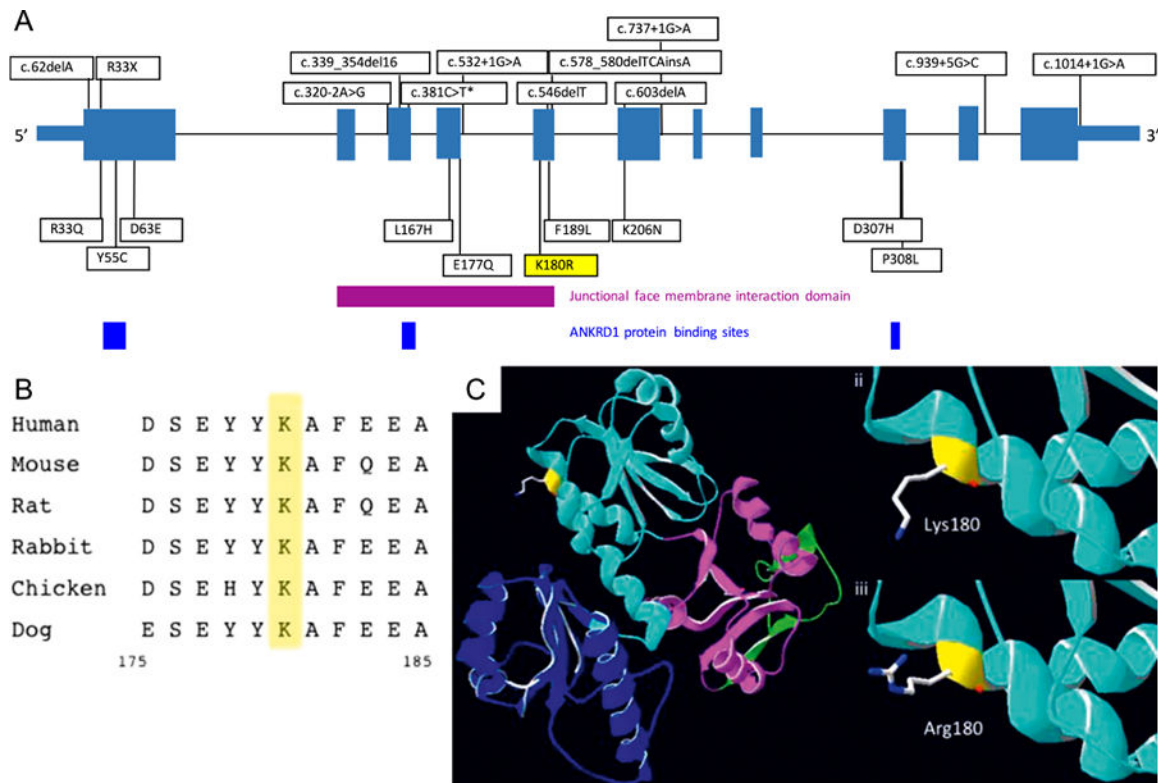 A
c.737+1G>A
c.62delA R33X c.339_354del16 c.532+1G>A c.578_580delTCAinsA c.939+5G>C c.1014+1G>A
c.320-2A>G c.381C>T* c.546delT c.603delA
5' 3'
R33Q D63E L167H F189L K206N D307H
Y55C E177Q K180R P308L
Junctional face membrane interaction domain
ANKRD1 protein binding sites
B
Human D S E Y Y K A F E E A
Mouse D S E Y Y K A F Q E A
Rat D S E Y Y K A F Q E A
Rabbit D S E Y Y K A F E E A
Chicken D S E H Y K A F E E A
Dog E S E Y Y K A F E E A
175 185
C
ii
Lys180
iii
Arg180